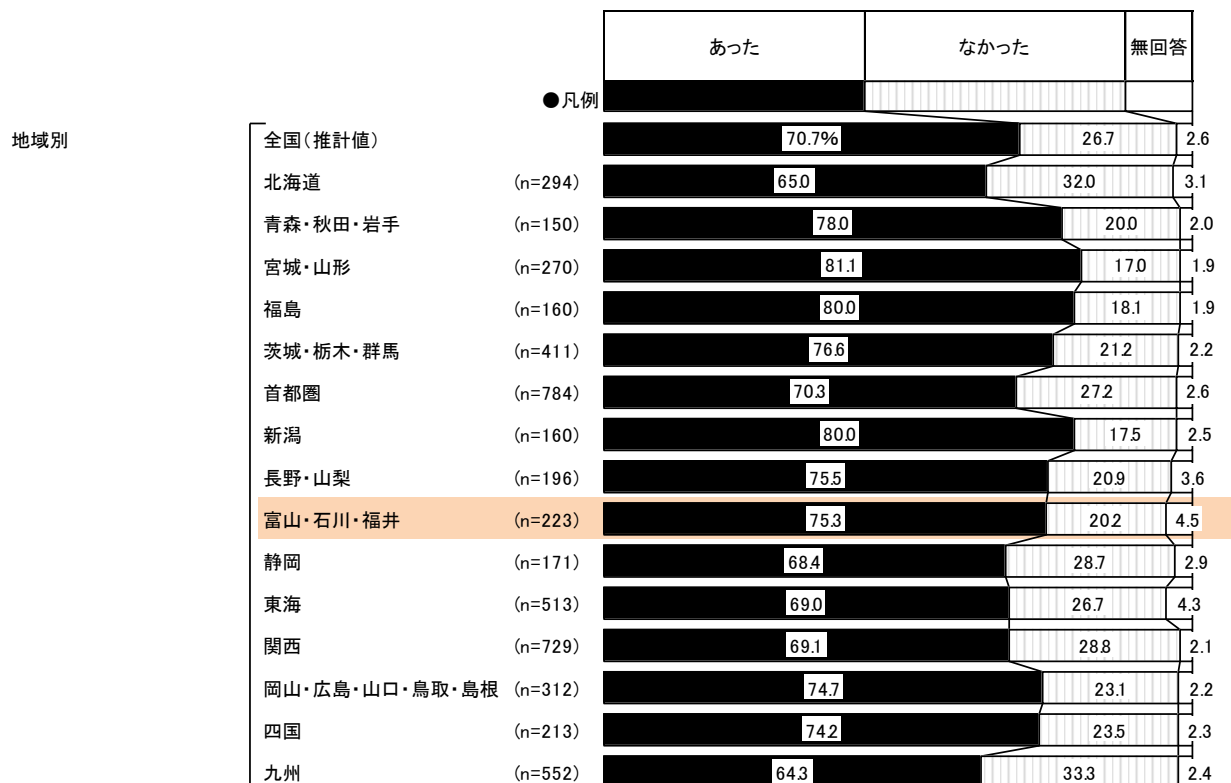 あった なかった 無回答
●凡例
地域別 全国(推計値) 70.7% 26.7 2.6
北海道 (n=294) 65.0 32.0 3.1
青森・秋田・岩手 (n=150) 78.0 20.0 2.0
宮城・山形 (n=270) 81.1 17.0 1.9
福島 (n=160) 80.0 18.1 1.9
茨城・栃木・群馬 (n=411) 76.6 21.2 2.2
首都圏 (n=784) 70.3 27.2 2.6
新潟 (n=160) 80.0 17.5 2.5
長野・山梨 (n=196) 75.5 20.9 3.6
富山・石川・福井 (n=223) 75.3 20.2 4.5
静岡 (n=171) 68.4 28.7 2.9
東海 (n=513) 69.0 26.7 4.3
関西 (n=729) 69.1 28.8 2.1
岡山・広島・山口・鳥取・島根 (n=312) 74.7 23.1 2.2
四国 (n=213) 74.2 23.5 2.3
九州 (n=552) 64.3 33.3 2.4